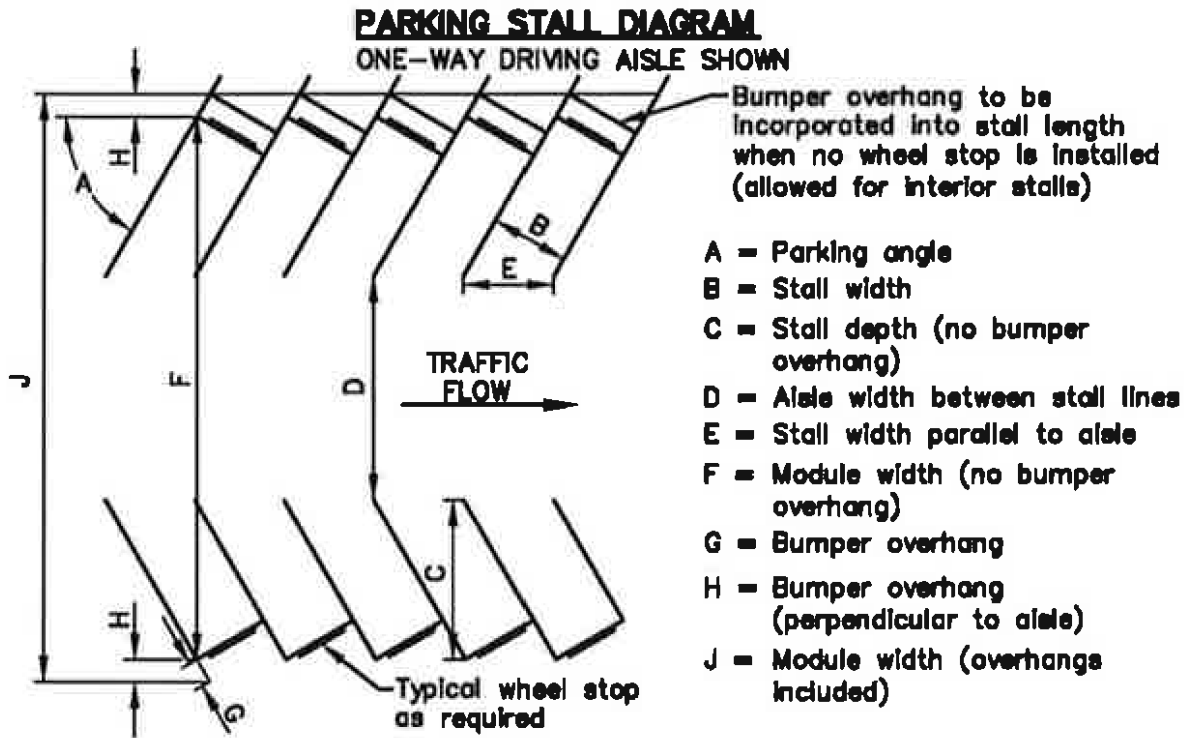 PARKING STALL DIAGRAM
ONE-WAY DRIVING AISLE SHOWN
Bumper overhang to be
incorporated into stall length
when no wheel stop is installed
(allowed for interior stalls)
H
A
B
E
A = Parking angle
B = Stall width
C = Stall depth (no bumper
overhang)
D = Aisle width between stall lines
E = Stall width parallel to aisle
F = Module width (no bumper
overhang)
G = Bumper overhang
H = Bumper overhang
(perpendicular to aisle)
J = Module width (overhangs
included)
J
F
D
TRAFFIC
FLOW
C
H
G
Typical wheel stop
as required